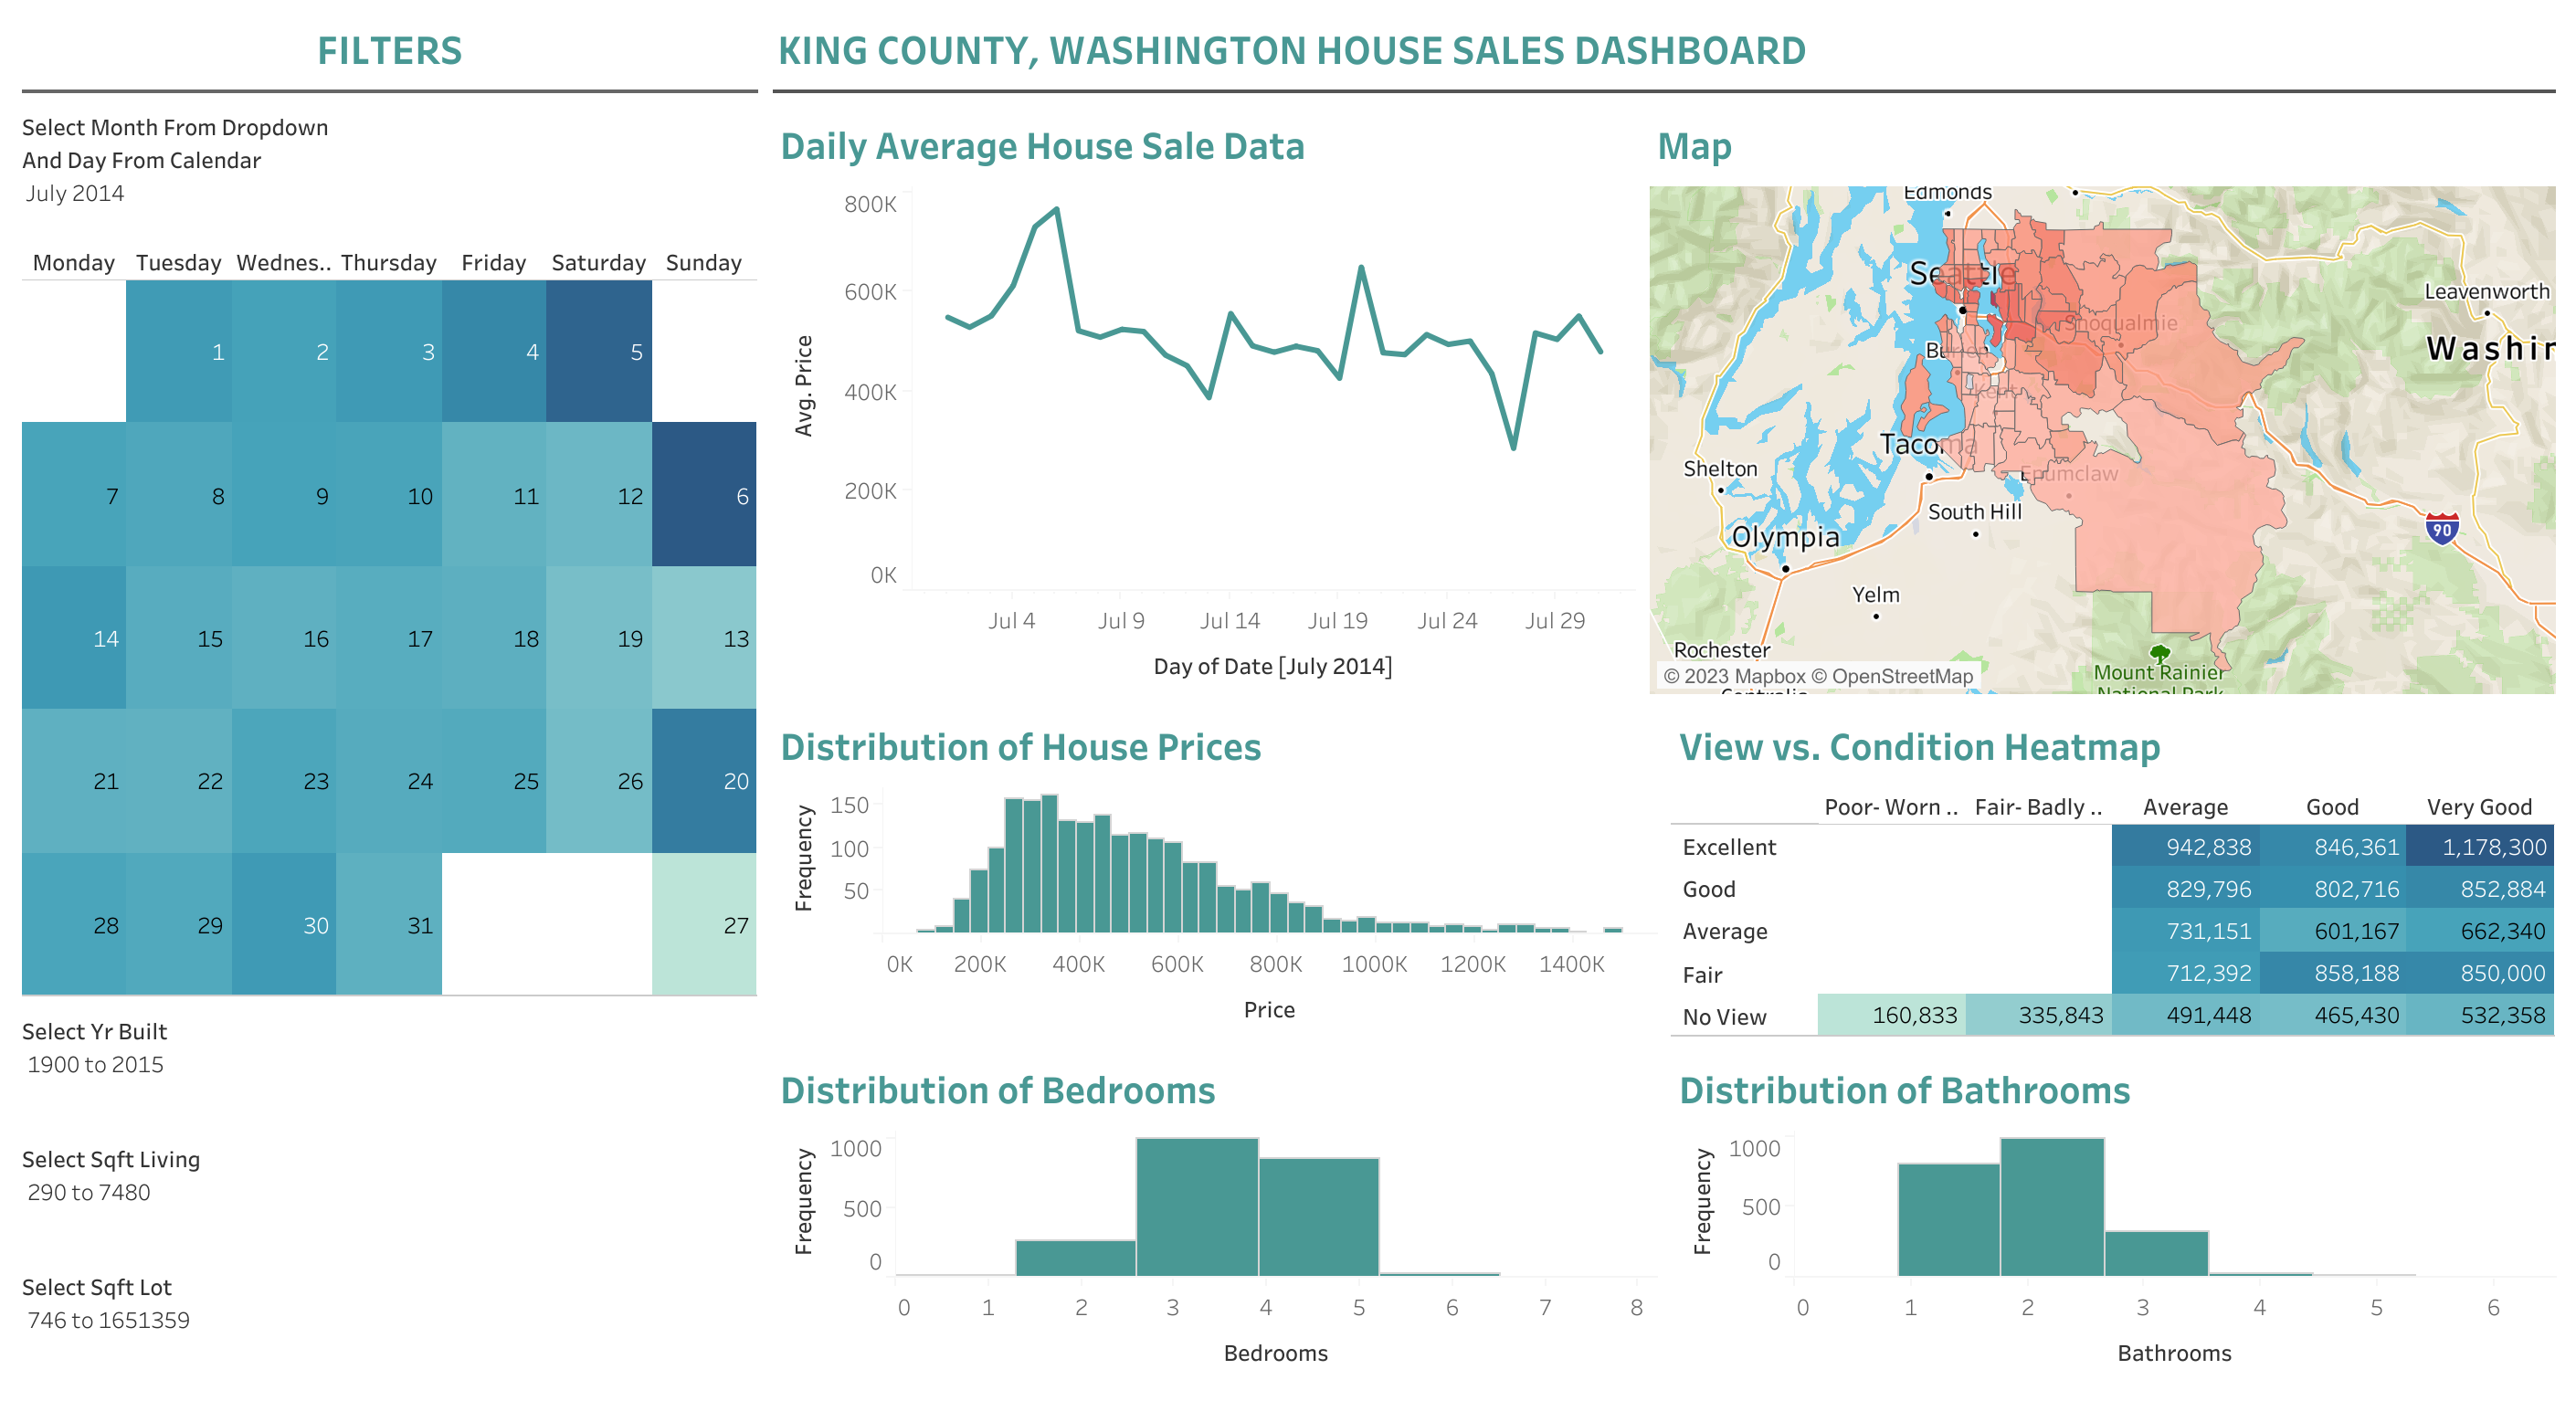 FILTERS
KING COUNTY, WASHINGTON HOUSE SALES DASHBOARD
Select Month From Dropdown
And Day From Calendar
July 2014
Monday Tuesday Wednes.. Thursday Friday Saturday Sunday
1 2 3 4 5
7 8 9 10 11 12 6
14 15 16 17 18 19 13
21 22 23 24 25 26 20
28 29 30 31 27
Select Yr Built
1900 to 2015
Select Sqft Living
290 to 7480
Select Sqft Lot
746 to 1651359
Daily Average House Sale Data
Avg. Price
800K
600K
400K
200K
0K
Jul 4 Jul 9 Jul 14 Jul 19 Jul 24 Jul 29
Day of Date [July 2014]
Map
Edmonds
Seattle
Leavenworth
Snoqualmie
Washin
Burien
Kent
Tacoma
Shelton
Enumclaw
South Hill
Olympia
90
Yelm
Rochester
Mount Rainier
National Park
© 2023 Mapbox © OpenStreetMap
Centralia
Distribution of House Prices
Frequency
150
100
50
0K 200K 400K 600K 800K 1000K 1200K 1400K
Price
View vs. Condition Heatmap
Poor- Worn .. Fair- Badly .. Average Good Very Good
Excellent 942,838 846,361 1,178,300
Good 829,796 802,716 852,884
Average 731,151 601,167 662,340
Fair 712,392 858,188 850,000
No View 160,833 335,843 491,448 465,430 532,358
Distribution of Bedrooms
Frequency
1000
500
0
0 1 2 3 4 5 6 7 8
Bedrooms
Distribution of Bathrooms
Frequency
1000
500
0
0 1 2 3 4 5 6
Bathrooms